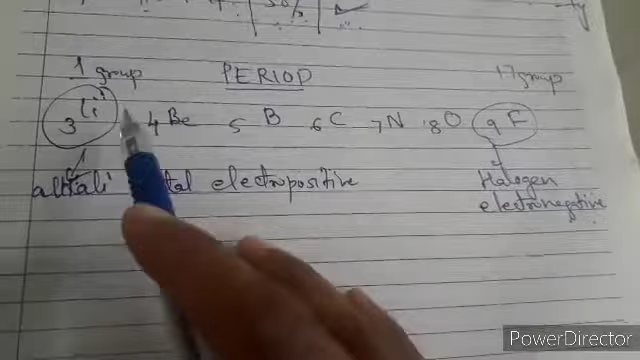 50%
1 group PERIOD 17 group
3 Li 4 Be 5 B 6 C 7 N 8 O 9 F
alkali tal electropositive Halogen
electronegative
PowerDirector